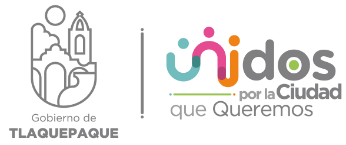 Gobierno de
TLAQUEPAQUE
unidos
por la Ciudad
que Queremos